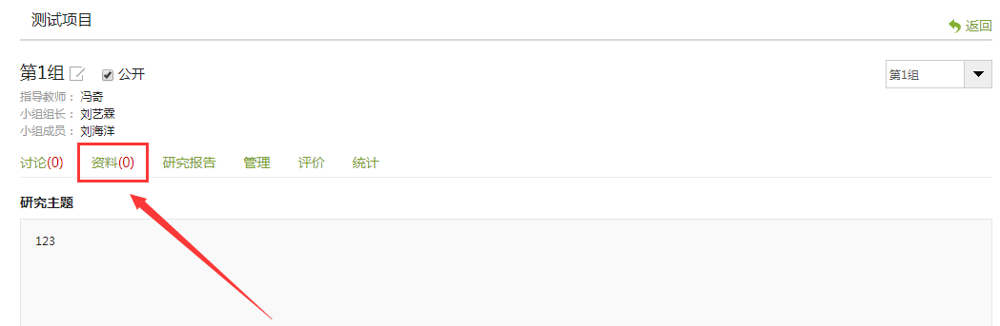 测试项目
返回
第1组 公开 第1组
指导教师： 冯奇
小组组长： 刘艺霖
小组成员： 刘海洋
讨论(0) 资料(0) 研究报告 管理 评价 统计
研究主题
123